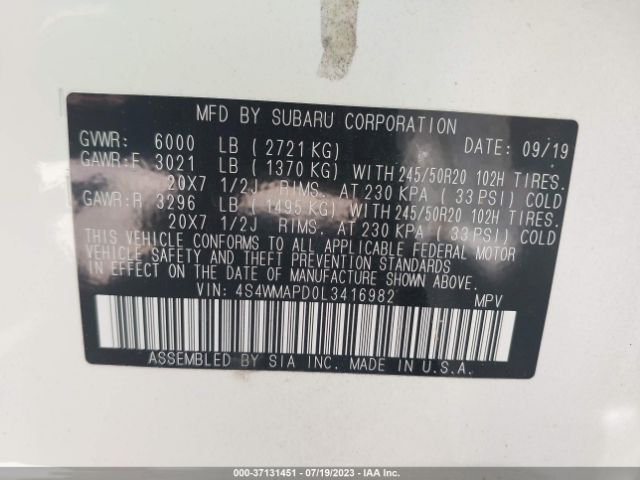 MFD BY SUBARU CORPORATION
GVWR: 6000 LB (2721 KG) DATE: 09/19
GAWR:F 3021 LB (1370 KG) WITH 245/50R20 102H TIRES.
20X7 1/2J RIMS. AT 230 KPA (33 PSI) COLD
GAWR:R 3296 LB (1495 KG) WITH 245/50R20 102H TIRES.
20X7 1/2J RIMS. AT 230 KPA (33 PSI) COLD
THIS VEHICLE CONFORMS TO ALL APPLICABLE FEDERAL MOTOR
VEHICLE SAFETY AND THEFT PREVENTION STANDARDS
IN EFFECT ON THE DATE OF MANUFACTURE SHOWN ABOVE.
VIN: 4S4WMAPD0L3416982 MPV
ASSEMBLED BY SIA INC. MADE IN U.S.A.
000-37131451 - 07/19/2023 - IAA Inc.